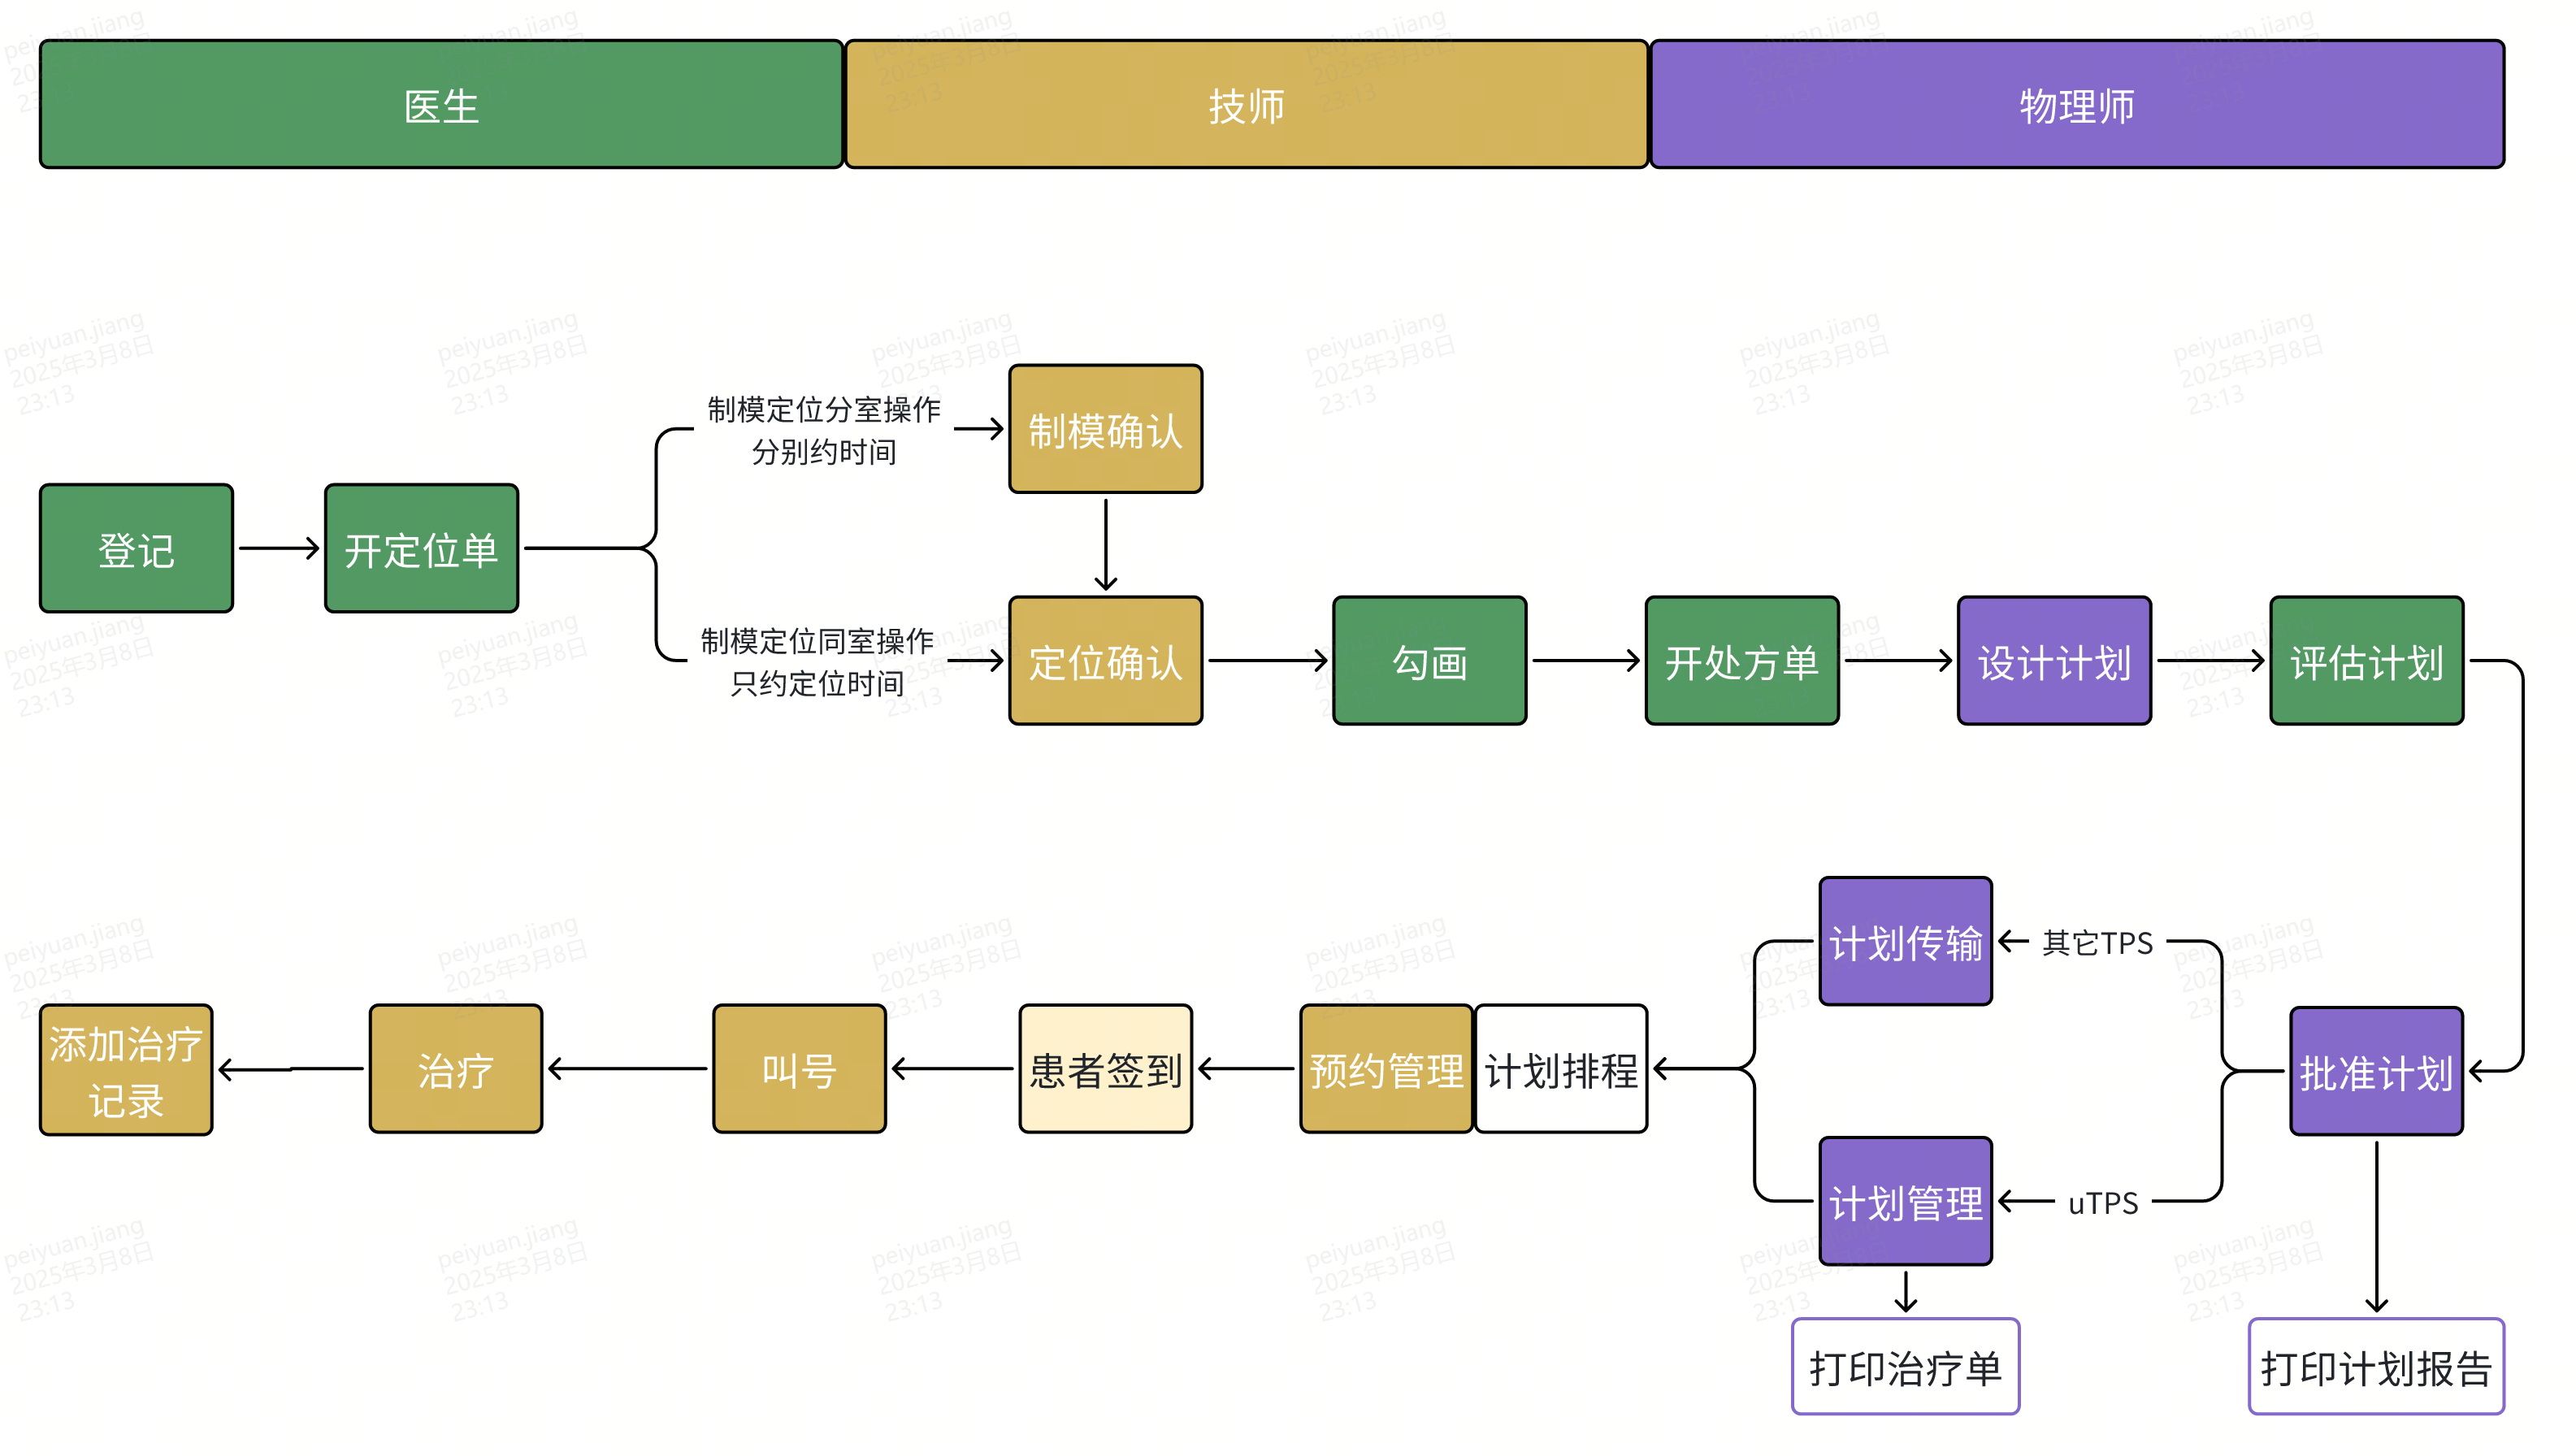 医生
技师
物理师
制模定位分室操作
分别约时间
制模确认
登记
开定位单
制模定位同室操作
只约定位时间
定位确认
勾画
开处方单
设计计划
评估计划
计划传输
其它TPS
添加治疗
记录
治疗
叫号
患者签到
预约管理
计划排程
批准计划
计划管理
uTPS
打印治疗单
打印计划报告
peiyuan.jiang
2025年3月8日
23:13